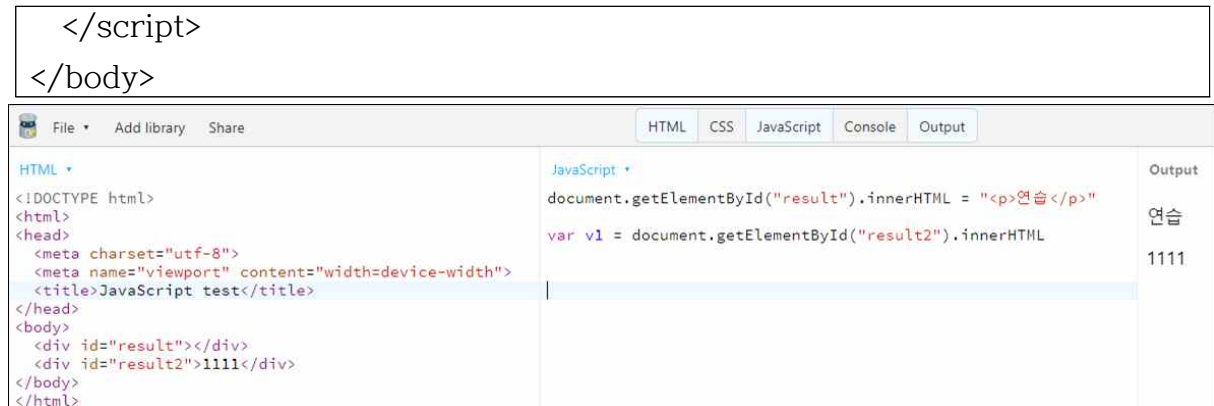 </script>
</body>
File ▾ Add library Share HTML CSS JavaScript Console Output
HTML ▾
<!DOCTYPE html>
<html>
<head>
<meta charset="utf-8">
<meta name="viewport" content="width=device-width">
<title>JavaScript test</title>
</head>
<body>
<div id="result"></div>
<div id="result2">1111</div>
</body>
</html>
JavaScript ▾
document.getElementById("result").innerHTML = "<p>연습</p>"
var v1 = document.getElementById("result2").innerHTML
Output
연습
1111